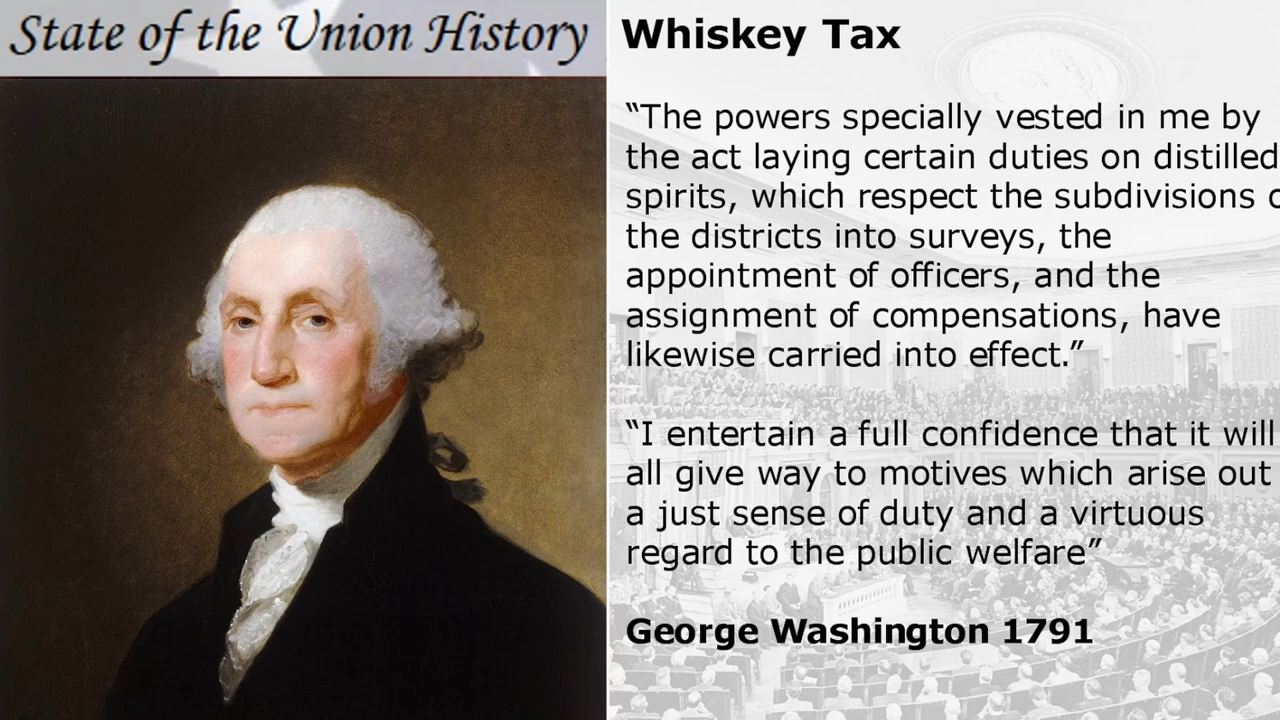 State of the Union History
Whiskey Tax
“The powers specially vested in me by
the act laying certain duties on distilled
spirits, which respect the subdivisions
the districts into surveys, the
appointment of officers, and the
assignment of compensations, have
likewise carried into effect.”
“I entertain a full confidence that it will
all give way to motives which arise out
a just sense of duty and a virtuous
regard to the public welfare”
George Washington 1791